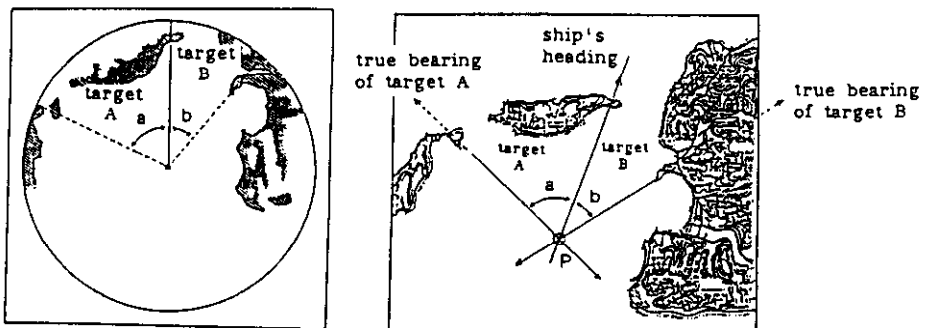 target
B
target
A
a
b
ship's
heading
true bearing
of target A
true bearing
of target B
target
A
target
B
a
b
P